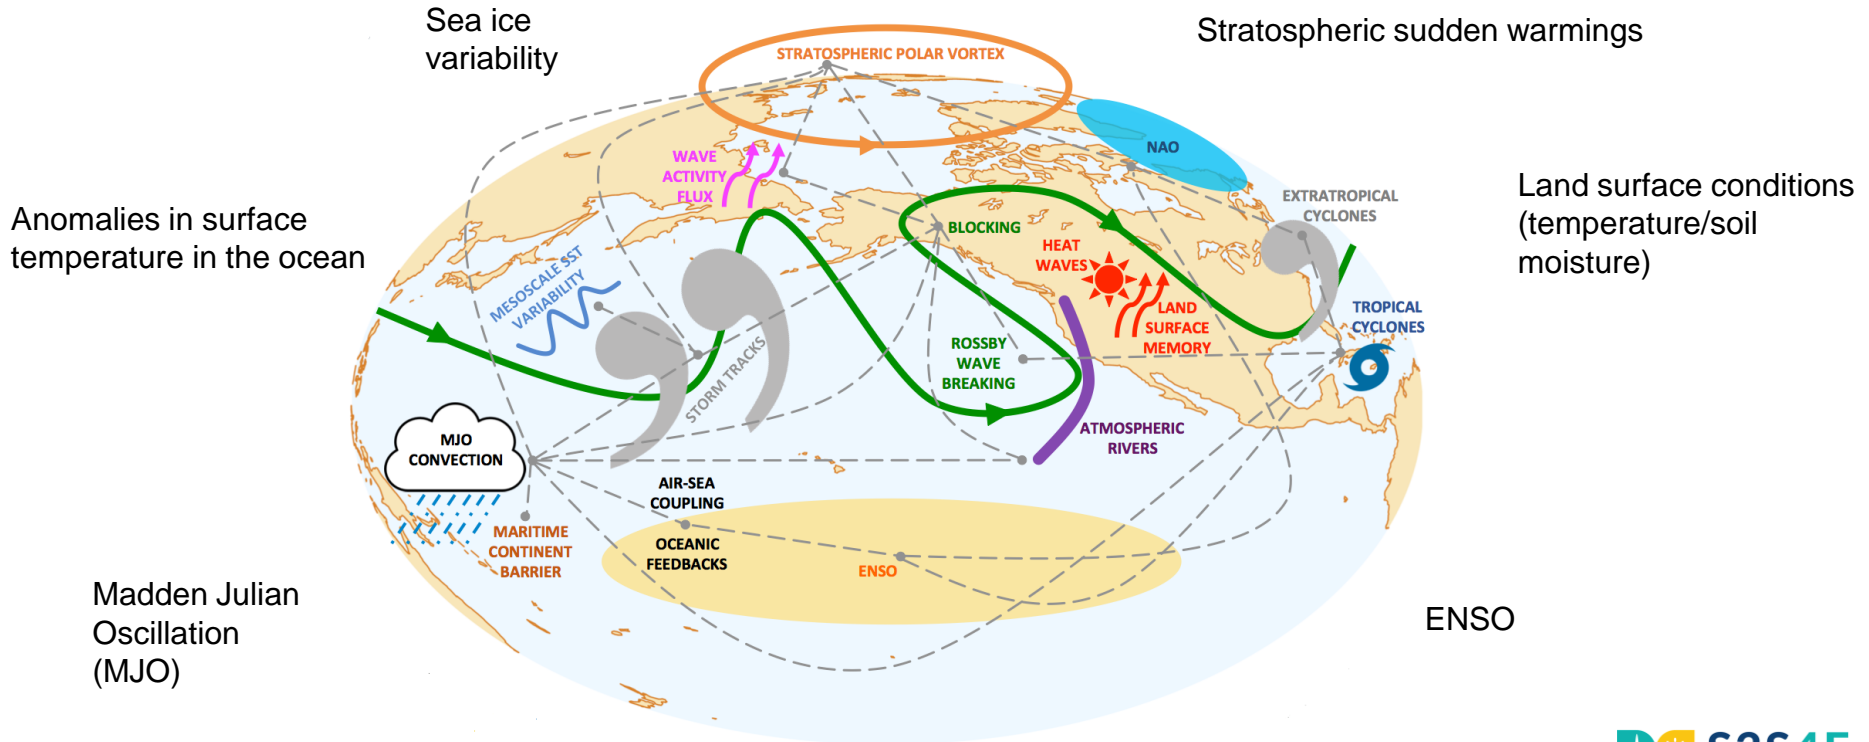 Sea ice
variability
Stratospheric sudden warmings
STRATOSPHERIC POLAR VORTEX
WAVE
ACTIVITY
FLUX
NAO
Anomalies in surface
temperature in the ocean
Land surface conditions
(temperature/soil
moisture)
EXTRATROPICAL
CYCLONES
BLOCKING
HEAT
WAVES
MESOSCALE SST
VARIABILITY
LAND
SURFACE
MEMORY
TROPICAL
CYCLONES
ROSSBY
WAVE
BREAKING
STORM TRACKS
ATMOSPHERIC
RIVERS
MJO
CONVECTION
AIR-SEA
COUPLING
MARITIME
CONTINENT
BARRIER
OCEANIC
FEEDBACKS
ENSO
Madden Julian
Oscillation
(MJO)
ENSO